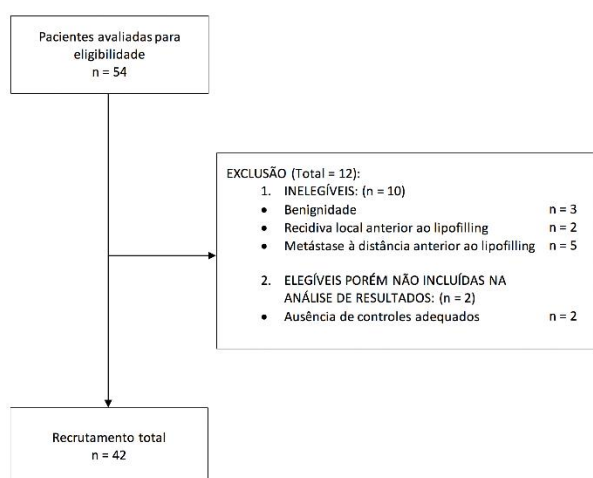 Pacientes avaliadas para
eligibilidade
n = 54
EXCLUSÃO (Total = 12):
1. INELEGÍVEIS: (n = 10)
• Benignidade n = 3
• Recidiva local anterior ao lipofilling n = 2
• Metástase à distância anterior ao lipofilling n = 5
2. ELEGÍVEIS PORÉM NÃO INCLUÍDAS NA
ANÁLISE DE RESULTADOS: (n = 2)
• Ausência de controles adequados n = 2
Recrutamento total
n = 42